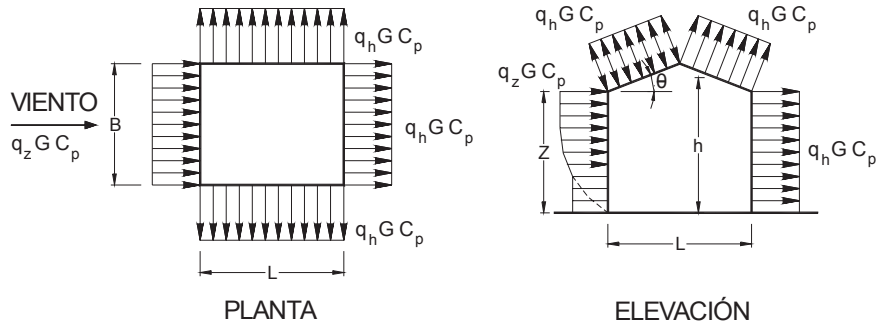 q_h G C_p
VIENTO
q_z G C_p
B
q_h G C_p
q_h G C_p
L
PLANTA
q_h G C_p
q_h G C_p
q_z G C_p
θ
Z
h
q_h G C_p
L
ELEVACIÓN